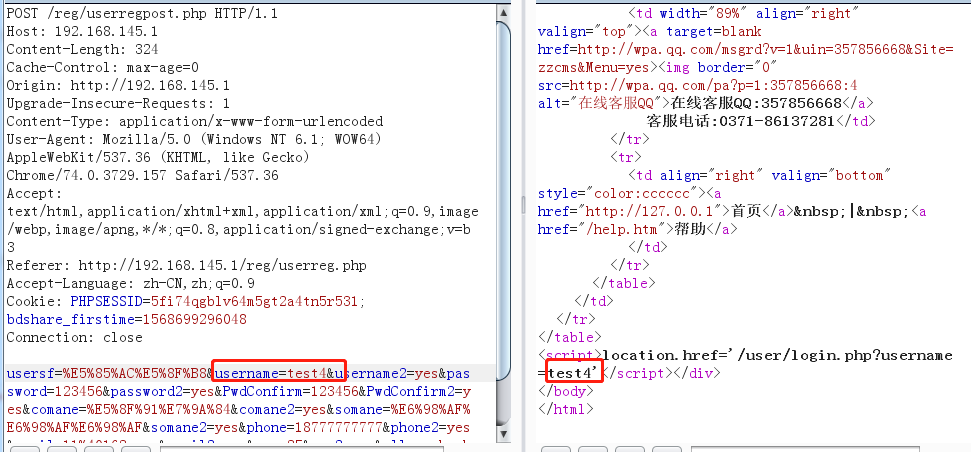 POST /reg/userregpost.php HTTP/1.1
Host: 192.168.145.1
Content-Length: 324
Cache-Control: max-age=0
Origin: http://192.168.145.1
Upgrade-Insecure-Requests: 1
Content-Type: application/x-www-form-urlencoded
User-Agent: Mozilla/5.0 (Windows NT 6.1; WOW64)
AppleWebKit/537.36 (KHTML, like Gecko)
Chrome/74.0.3729.157 Safari/537.36
Accept:
text/html,application/xhtml+xml,application/xml;q=0.9,image
/webp,image/apng,*/*;q=0.8,application/signed-exchange;v=b
3
Referer: http://192.168.145.1/reg/userreg.php
Accept-Language: zh-CN,zh;q=0.9
Cookie: PHPSESSID=5fi74qgblv64m5gt2a4tn5r531;
bdshare_firstime=1568699296048
Connection: close
usersf=%E5%85%AC%E5%8F%B8&username=test4&username2=yes&pas
sword=123456&password2=yes&PwdConfirm=123456&PwdConfirm2=y
es&comane=%E5%8F%91%E7%9A%84&comane2=yes&somane=%E6%98%AF%
E6%98%AF%E6%98%AF&somane2=yes&phone=18777777777&phone2=yes
<td width="89%" align="right"
valign="top"><a target=blank
href=http://wpa.qq.com/msgrd?v=1&uin=357856668&Site=
zzcms&Menu=yes><img border="0"
src=http://wpa.qq.com/pa?p=1:357856668:4
alt="在线客服QQ">在线客服QQ:357856668</a>
客服电话:0371-86137281</td>
</tr>
<tr>
<td align="right" valign="bottom"
style="color:cccccc"><a
href="http://127.0.0.1">首页</a>&nbsp;|&nbsp;<a
href="/help.htm">帮助</a>
</td>
</tr>
</table>
</td>
</tr>
</table>
<script>location.href='/user/login.php?username
=test4'</script></div>
</body>
</html>